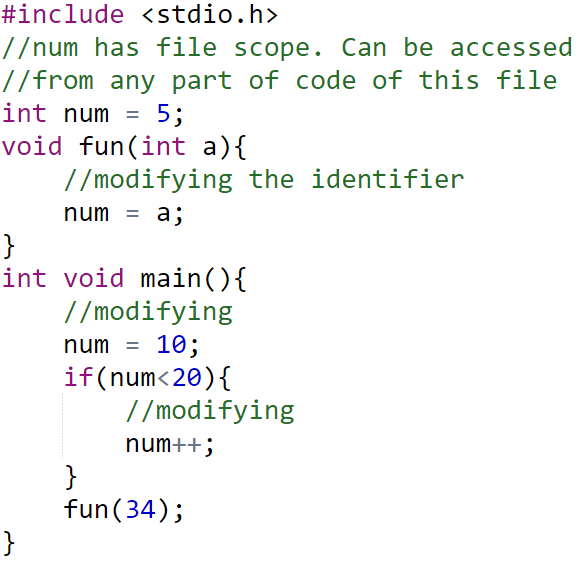 #include <stdio.h>
//num has file scope. Can be accessed
//from any part of code of this file
int num = 5;
void fun(int a){
    //modifying the identifier
    num = a;
}
int void main(){
    //modifying
    num = 10;
    if(num<20){
        //modifying
        num++;
    }
    fun(34);
}